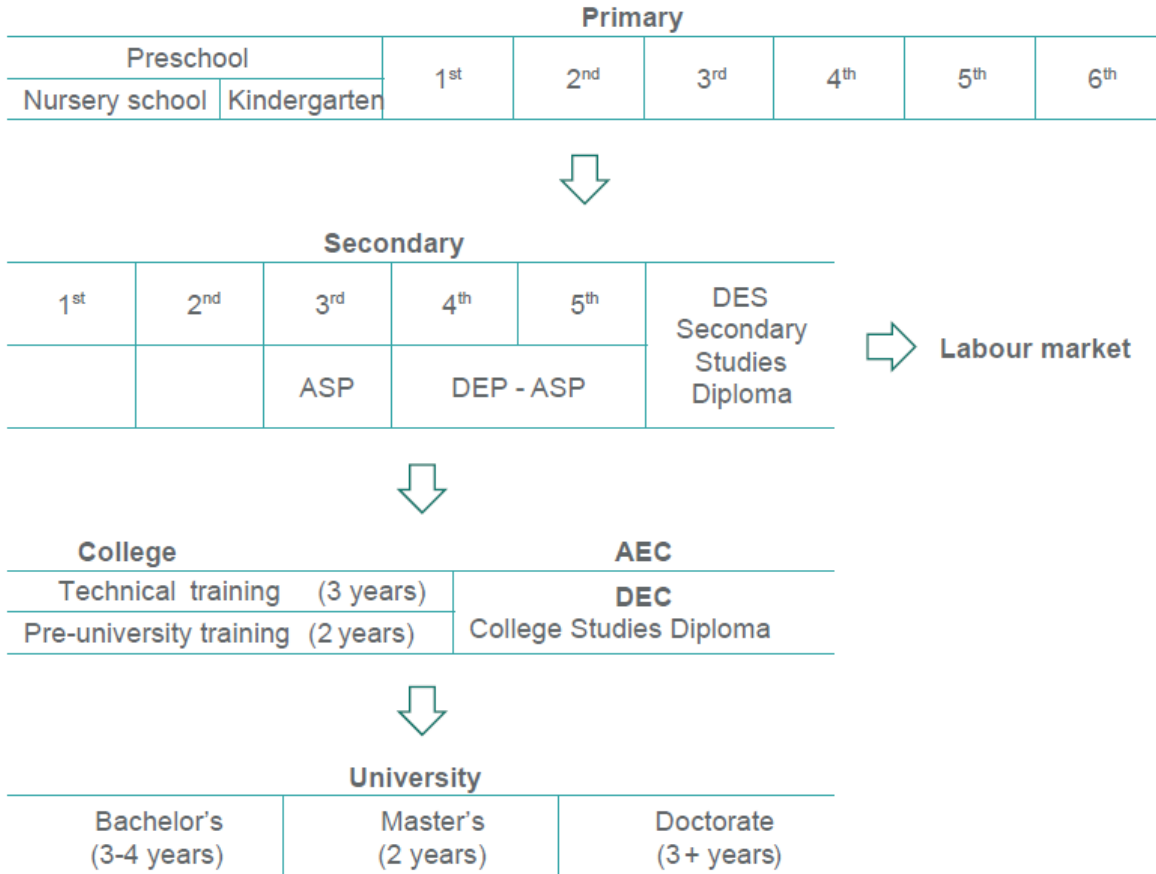 Primary
Preschool
Nursery school Kindergarten
1st 2nd 3rd 4th 5th 6th
Secondary
1st 2nd 3rd 4th 5th
ASP DEP - ASP
DES
Secondary
Studies
Diploma
Labour market
College AEC
Technical training (3 years)
Pre-university training (2 years)
DEC
College Studies Diploma
University
Bachelor's Master's Doctorate
(3-4 years) (2 years) (3+ years)